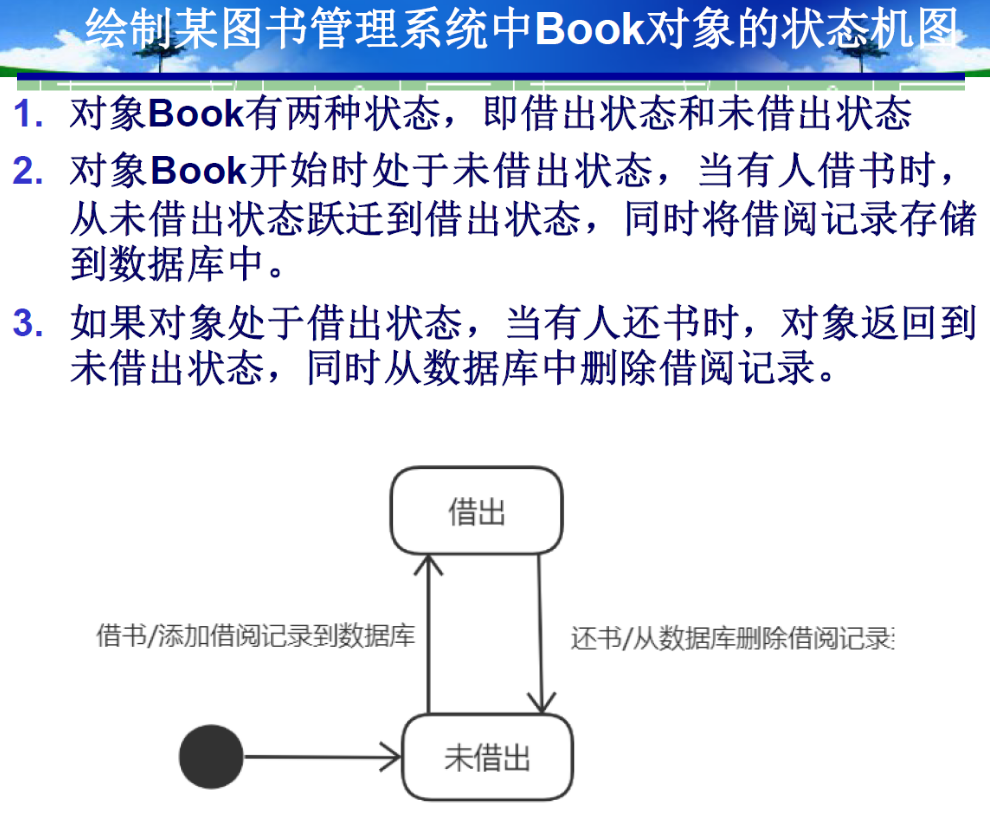 绘制某图书管理系统中Book对象的状态机图
1. 对象Book有两种状态，即借出状态和未借出状态
2. 对象Book开始时处于未借出状态，当有人借书时，
从未借出状态跃迁到借出状态，同时将借阅记录存储
到数据库中。
3. 如果对象处于借出状态，当有人还书时，对象返回到
未借出状态，同时从数据库中删除借阅记录。
借出
借书/添加借阅记录到数据库
还书/从数据库删除借阅记录
未借出